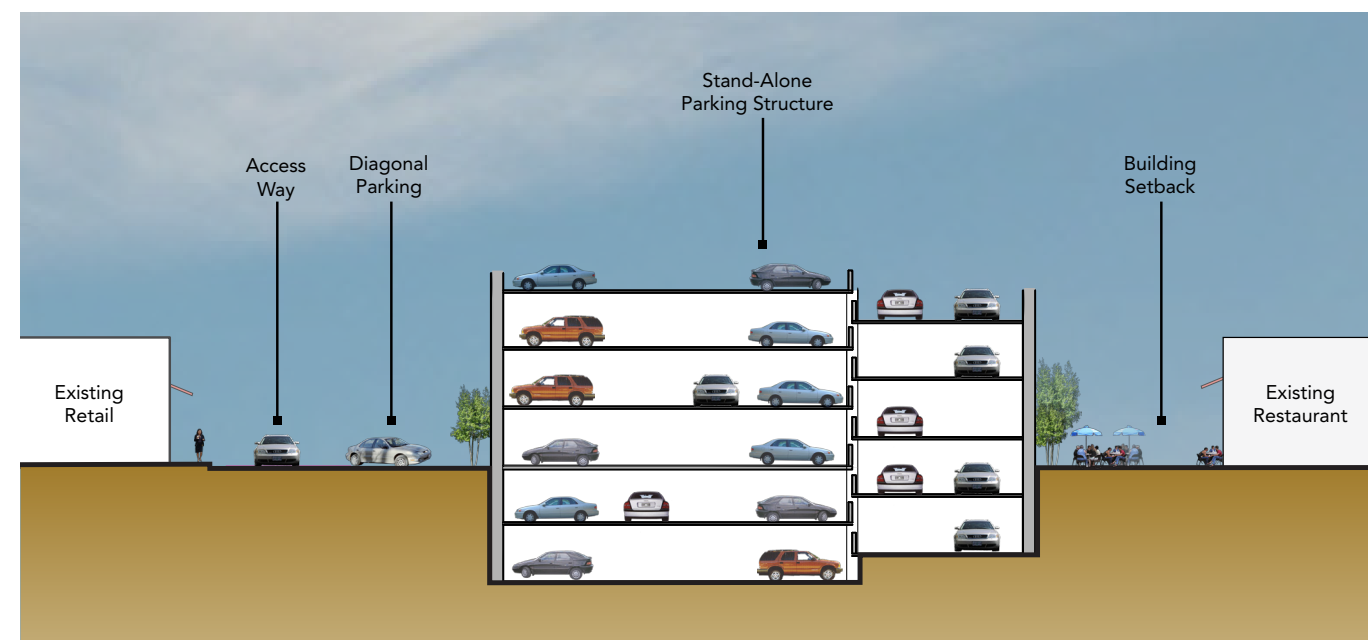 Stand-Alone
Parking Structure
Access
Way
Diagonal
Parking
Building
Setback
Existing
Retail
Existing
Restaurant